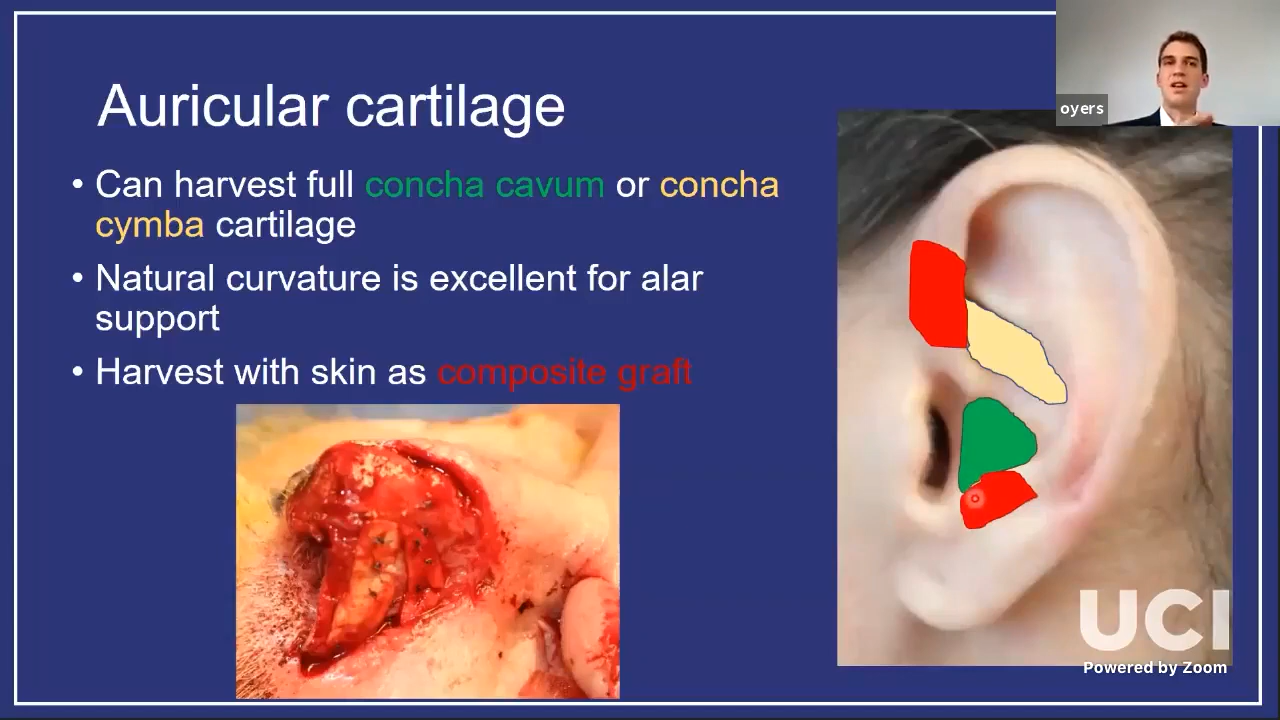 oyers
Auricular cartilage
• Can harvest full concha cavum or concha
cymba cartilage
• Natural curvature is excellent for alar
support
• Harvest with skin as composite graft
UCI
Powered by Zoom